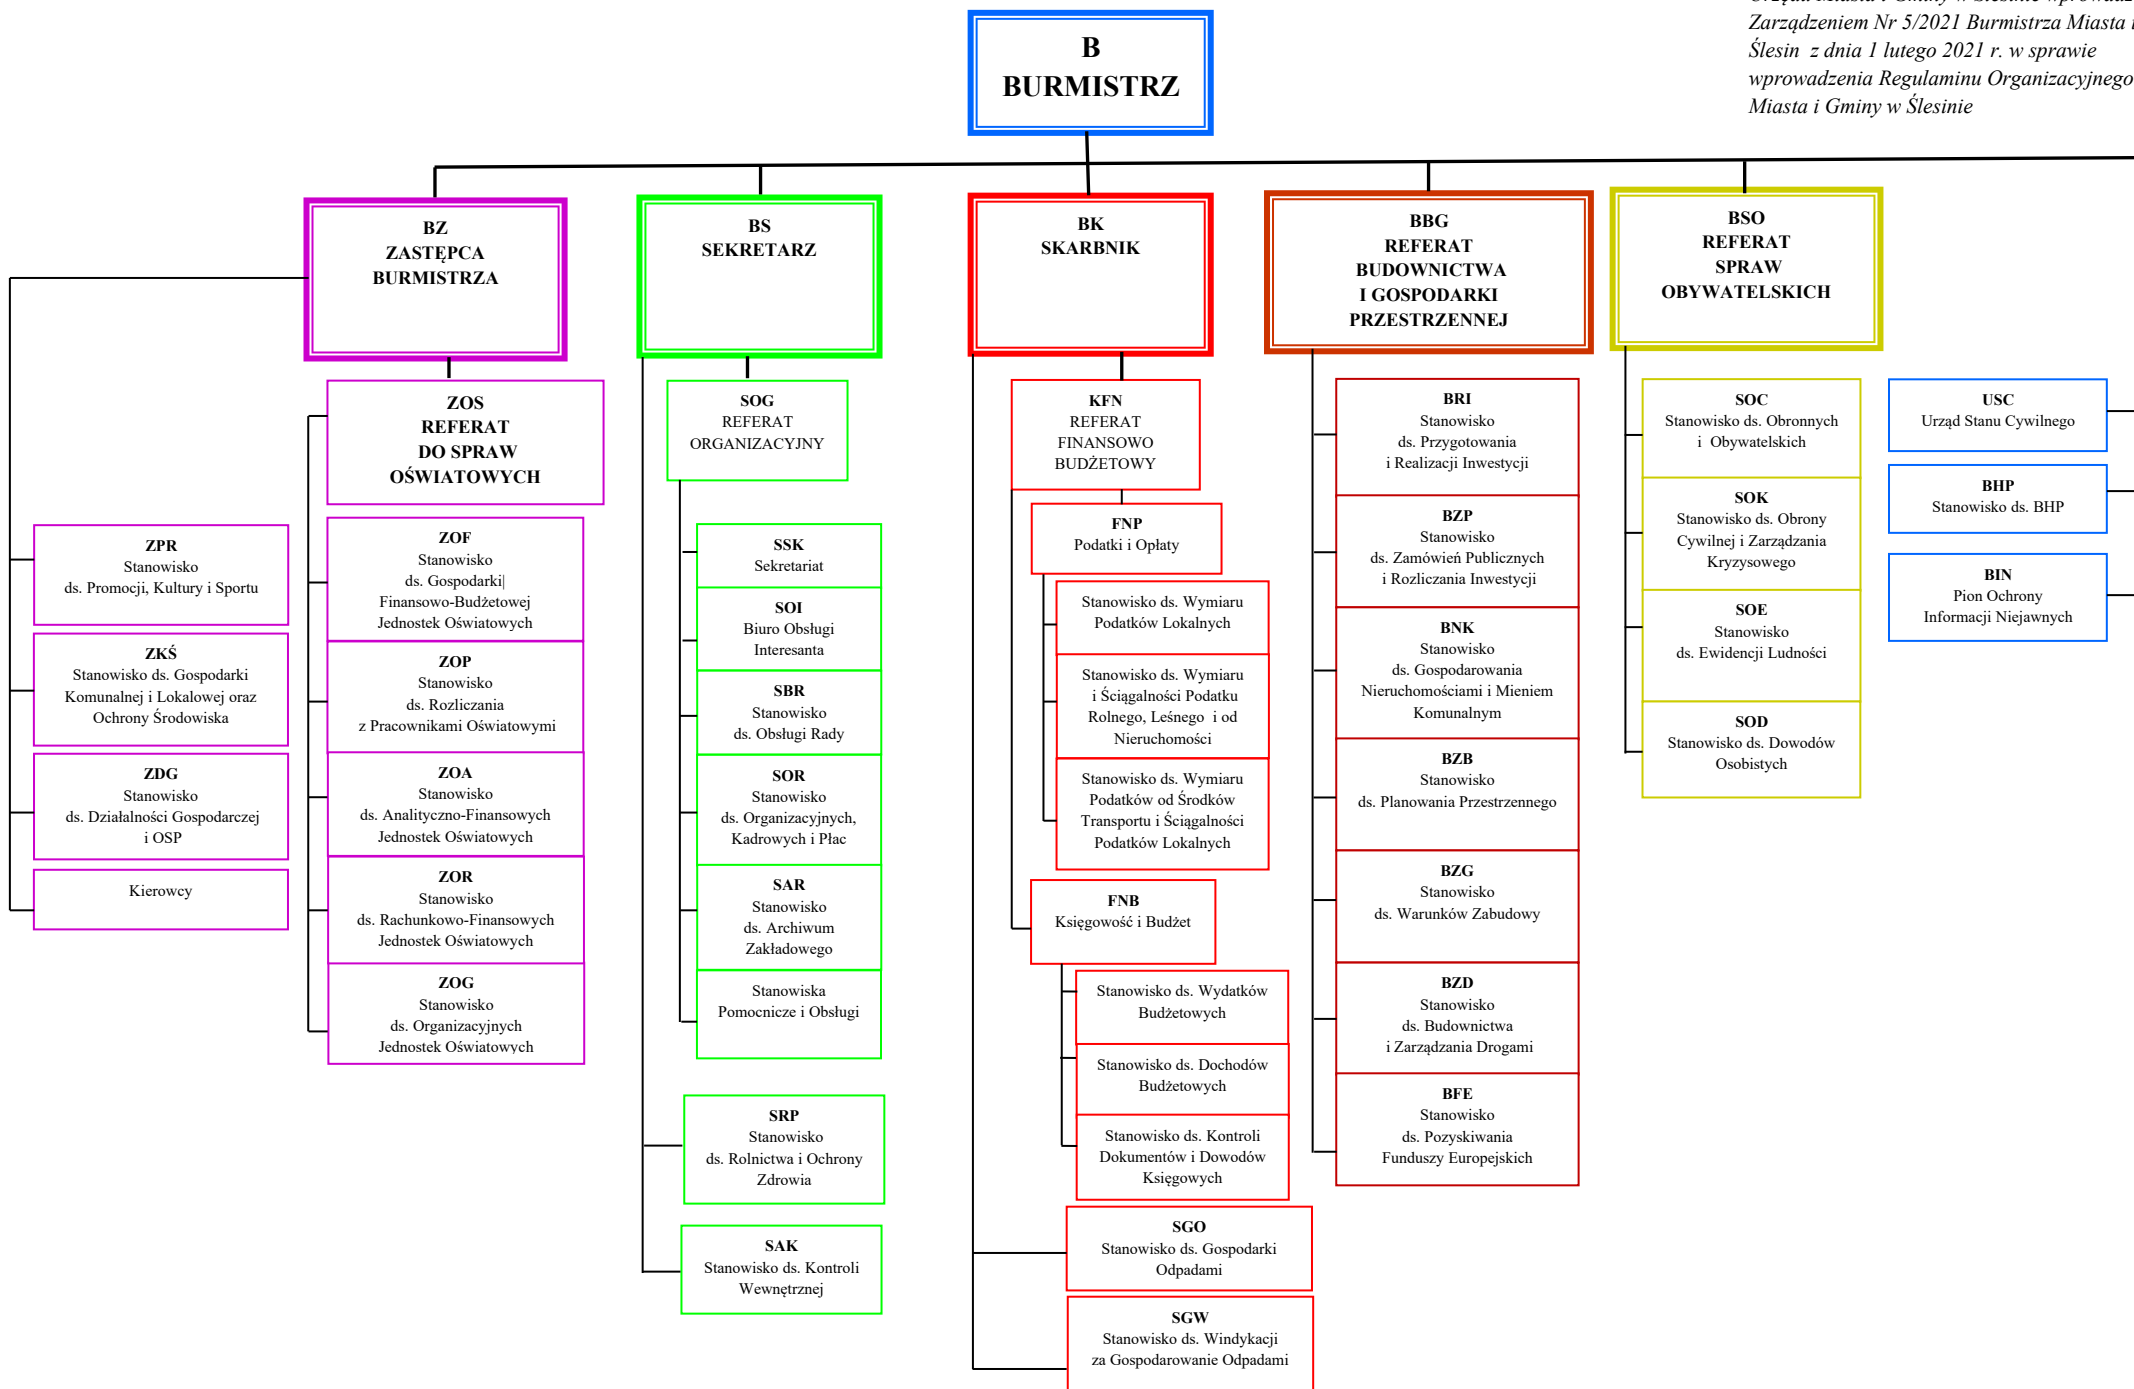 Zarządzeniem Nr 5/2021 Burmistrza Miasta i
Ślesin z dnia 1 lutego 2021 r. w sprawie
wprowadzenia Regulaminu Organizacyjnego
Miasta i Gminy w Ślesinie
B
BURMISTRZ
BZ
ZASTĘPCA
BURMISTRZA
BS
SEKRETARZ
BK
SKARBNIK
BBG
REFERAT
BUDOWNICTWA
I GOSPODARKI
PRZESTRZENNEJ
BSO
REFERAT
SPRAW
OBYWATELSKICH
ZPR
Stanowisko
ds. Promocji, Kultury i Sportu
ZKŚ
Stanowisko ds. Gospodarki
Komunalnej i Lokalowej oraz
Ochrony Środowiska
ZDG
Stanowisko
ds. Działalności Gospodarczej
i OSP
Kierowcy
ZOS
REFERAT
DO SPRAW
OŚWIATOWYCH
ZOF
Stanowisko
ds. Gospodarki|
Finansowo-Budżetowej
Jednostek Oświatowych
ZOP
Stanowisko
ds. Rozliczania
z Pracownikami Oświatowymi
ZOA
Stanowisko
ds. Analityczno-Finansowych
Jednostek Oświatowych
ZOR
Stanowisko
ds. Rachunkowo-Finansowych
Jednostek Oświatowych
ZOG
Stanowisko
ds. Organizacyjnych
Jednostek Oświatowych
SOG
REFERAT
ORGANIZACYJNY
SSK
Sekretariat
SOI
Biuro Obsługi
Interesanta
SBR
Stanowisko
ds. Obsługi Rady
SOR
Stanowisko
ds. Organizacyjnych,
Kadrowych i Płac
SAR
Stanowisko
ds. Archiwum
Zakładowego
Stanowiska
Pomocnicze i Obsługi
SRP
Stanowisko
ds. Rolnictwa i Ochrony
Zdrowia
SAK
Stanowisko ds. Kontroli
Wewnętrznej
KFN
REFERAT
FINANSOWO
BUDŻETOWY
FNP
Podatki i Opłaty
Stanowisko ds. Wymiaru
Podatków Lokalnych
Stanowisko ds. Wymiaru
i Ściągalności Podatku
Rolnego, Leśnego i od
Nieruchomości
Stanowisko ds. Wymiaru
Podatków od Środków
Transportu i Ściągalności
Podatków Lokalnych
FNB
Księgowość i Budżet
Stanowisko ds. Wydatków
Budżetowych
Stanowisko ds. Dochodów
Budżetowych
Stanowisko ds. Kontroli
Dokumentów i Dowodów
Księgowych
SGO
Stanowisko ds. Gospodarki
Odpadami
SGW
Stanowisko ds. Windykacji
za Gospodarowanie Odpadami
BRI
Stanowisko
ds. Przygotowania
i Realizacji Inwestycji
BZP
Stanowisko
ds. Zamówień Publicznych
i Rozliczania Inwestycji
BNK
Stanowisko
ds. Gospodarowania
Nieruchomościami i Mieniem
Komunalnym
BZB
Stanowisko
ds. Planowania Przestrzennego
BZG
Stanowisko
ds. Warunków Zabudowy
BZD
Stanowisko
ds. Budownictwa
i Zarządzania Drogami
BFE
Stanowisko
ds. Pozyskiwania
Funduszy Europejskich
SOC
Stanowisko ds. Obronnych
i Obywatelskich
SOK
Stanowisko ds. Obrony
Cywilnej i Zarządzania
Kryzysowego
SOE
Stanowisko
ds. Ewidencji Ludności
SOD
Stanowisko ds. Dowodów
Osobistych
USC
Urząd Stanu Cywilnego
BHP
Stanowisko ds. BHP
BIN
Pion Ochrony
Informacji Niejawnych